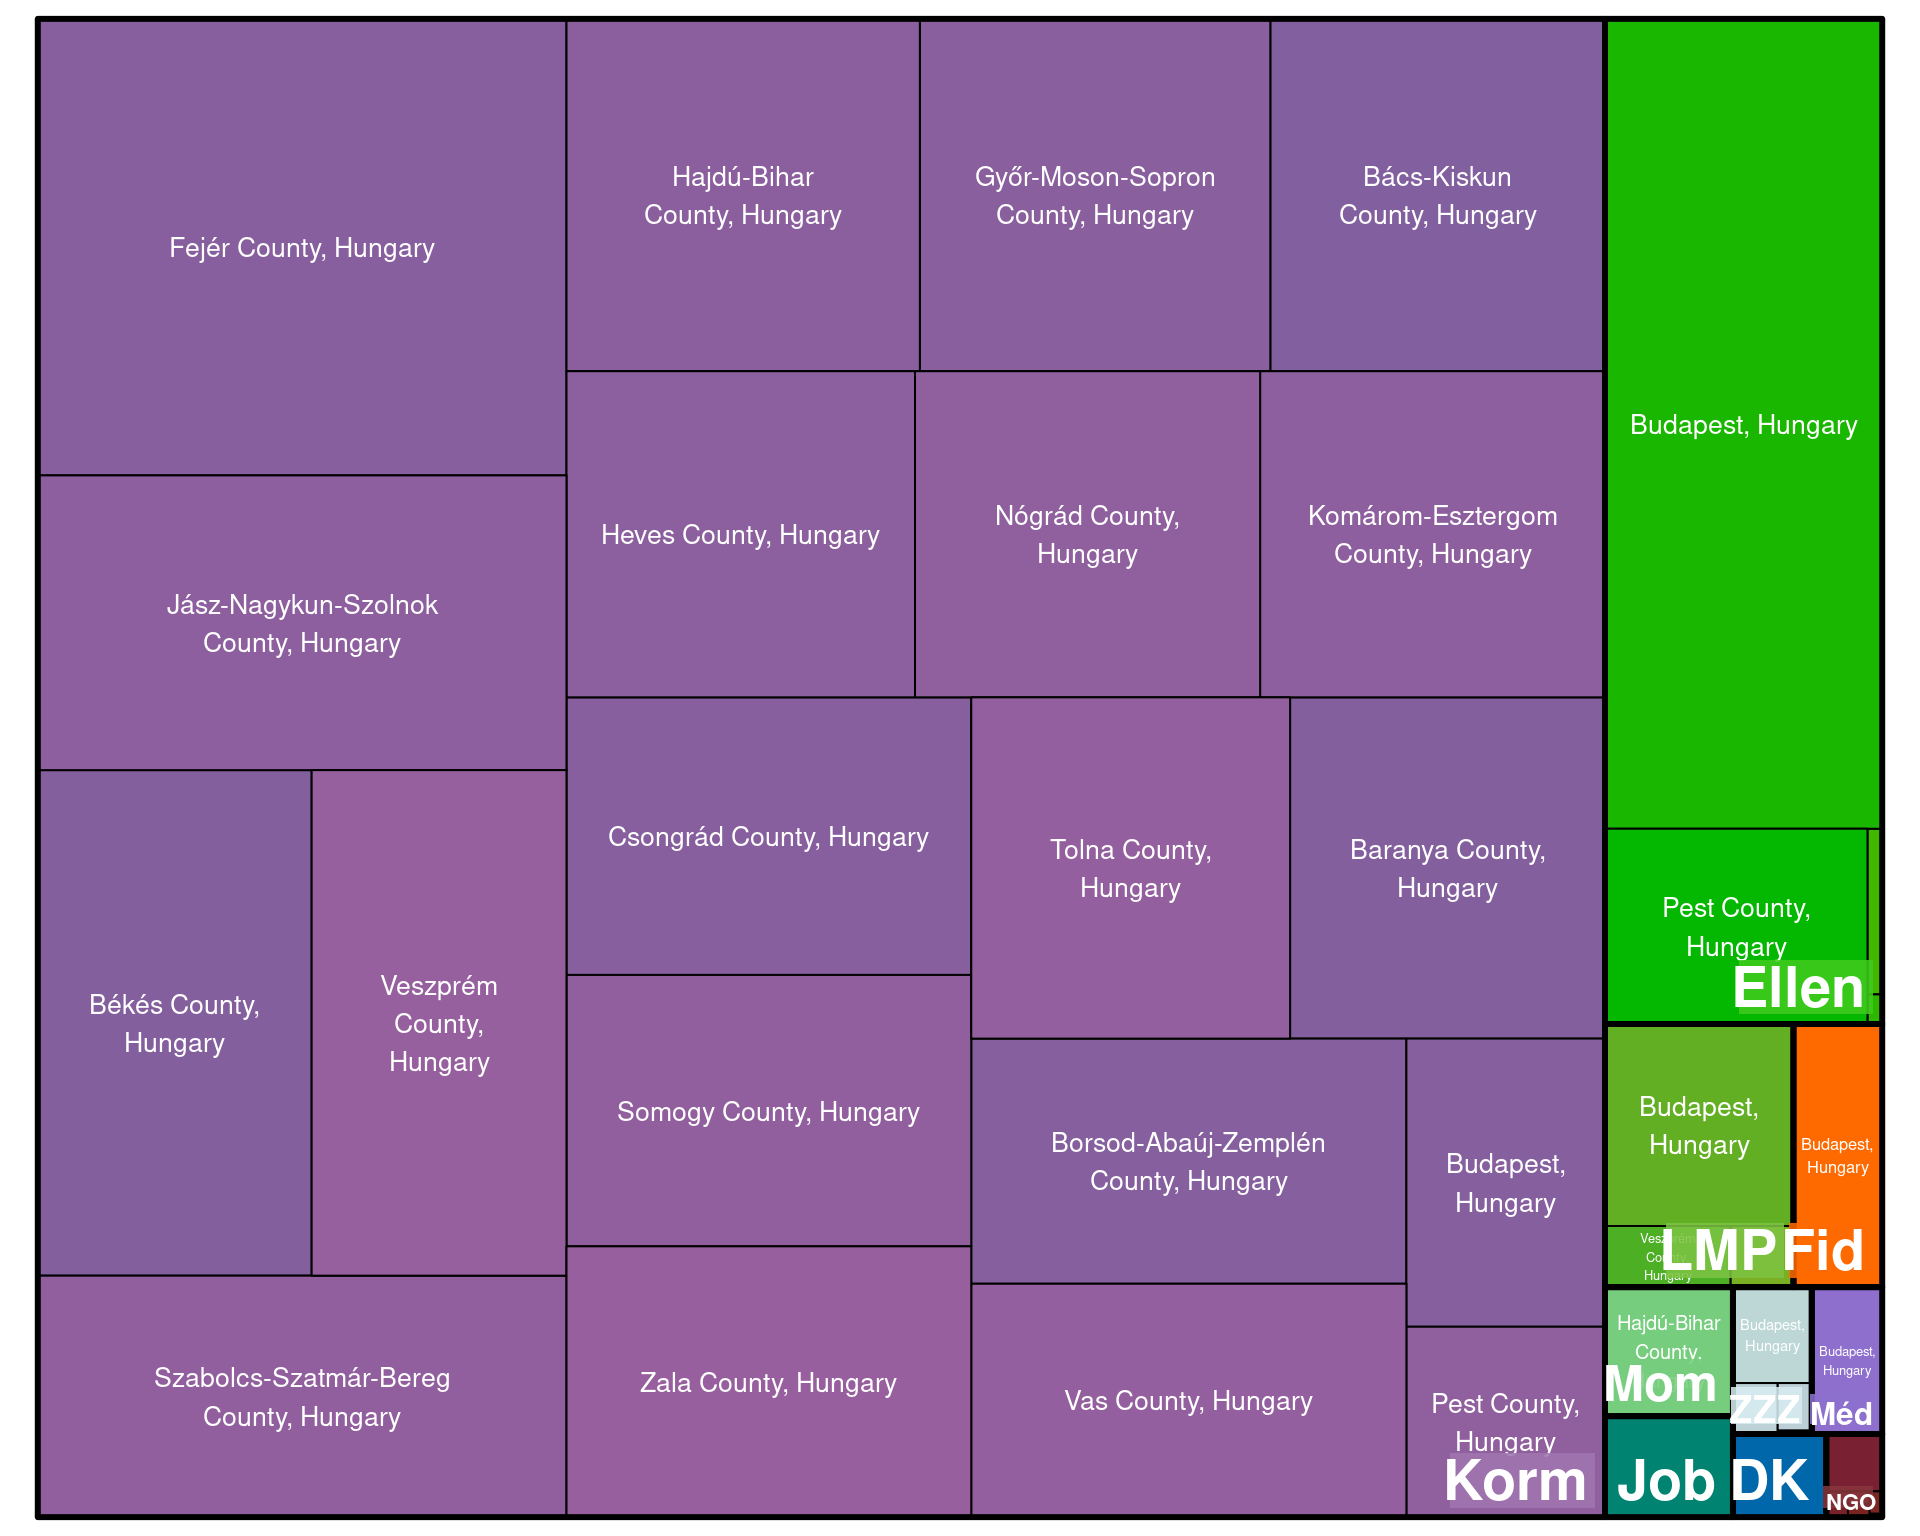 Fejér County, Hungary
Hajdú-Bihar
County, Hungary
Győr-Moson-Sopron
County, Hungary
Bács-Kiskun
County, Hungary
Budapest, Hungary
Heves County, Hungary
Nógrád County,
Hungary
Komárom-Esztergom
County, Hungary
Jász-Nagykun-Szolnok
County, Hungary
Csongrád County, Hungary
Tolna County,
Hungary
Baranya County,
Hungary
Pest County,
Hungary
Ellen
Békés County,
Hungary
Veszprém
County,
Hungary
Somogy County, Hungary
Borsod-Abaúj-Zemplén
County, Hungary
Budapest,
Hungary
Budapest,
Hungary
Budapest,
Hungary
Veszprém
County,
Hungary
LMP
Fid
Szabolcs-Szatmár-Bereg
County, Hungary
Zala County, Hungary
Vas County, Hungary
Pest County,
Hungary
Korm
Hajdú-Bihar
County,
Mom
Budapest,
Hungary
ZZZ
Budapest,
Hungary
Méd
Job
DK
NGO